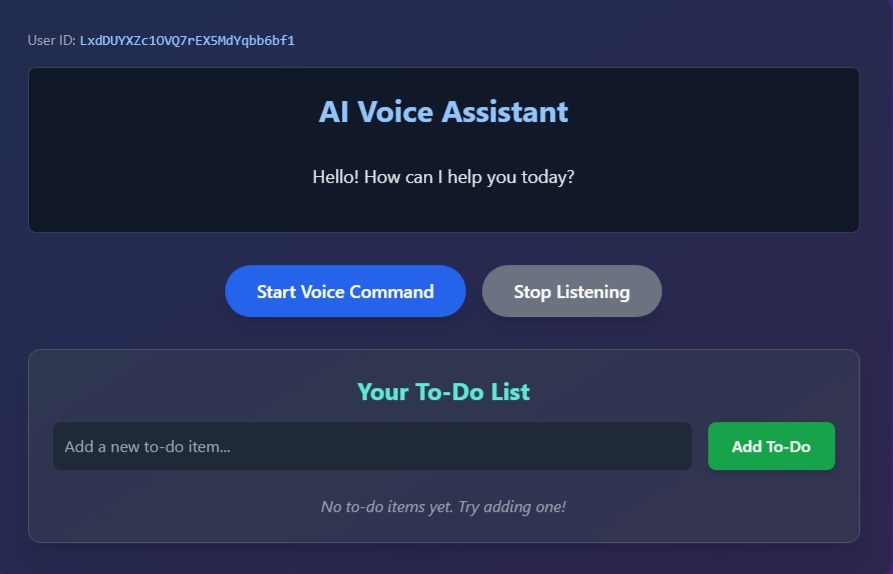 User ID: LxdDUYXZc1OVQ7rEX5MdYqbb6bf1
AI Voice Assistant
Hello! How can I help you today?
Start Voice Command
Stop Listening
Your To-Do List
Add a new to-do item...
Add To-Do
No to-do items yet. Try adding one!